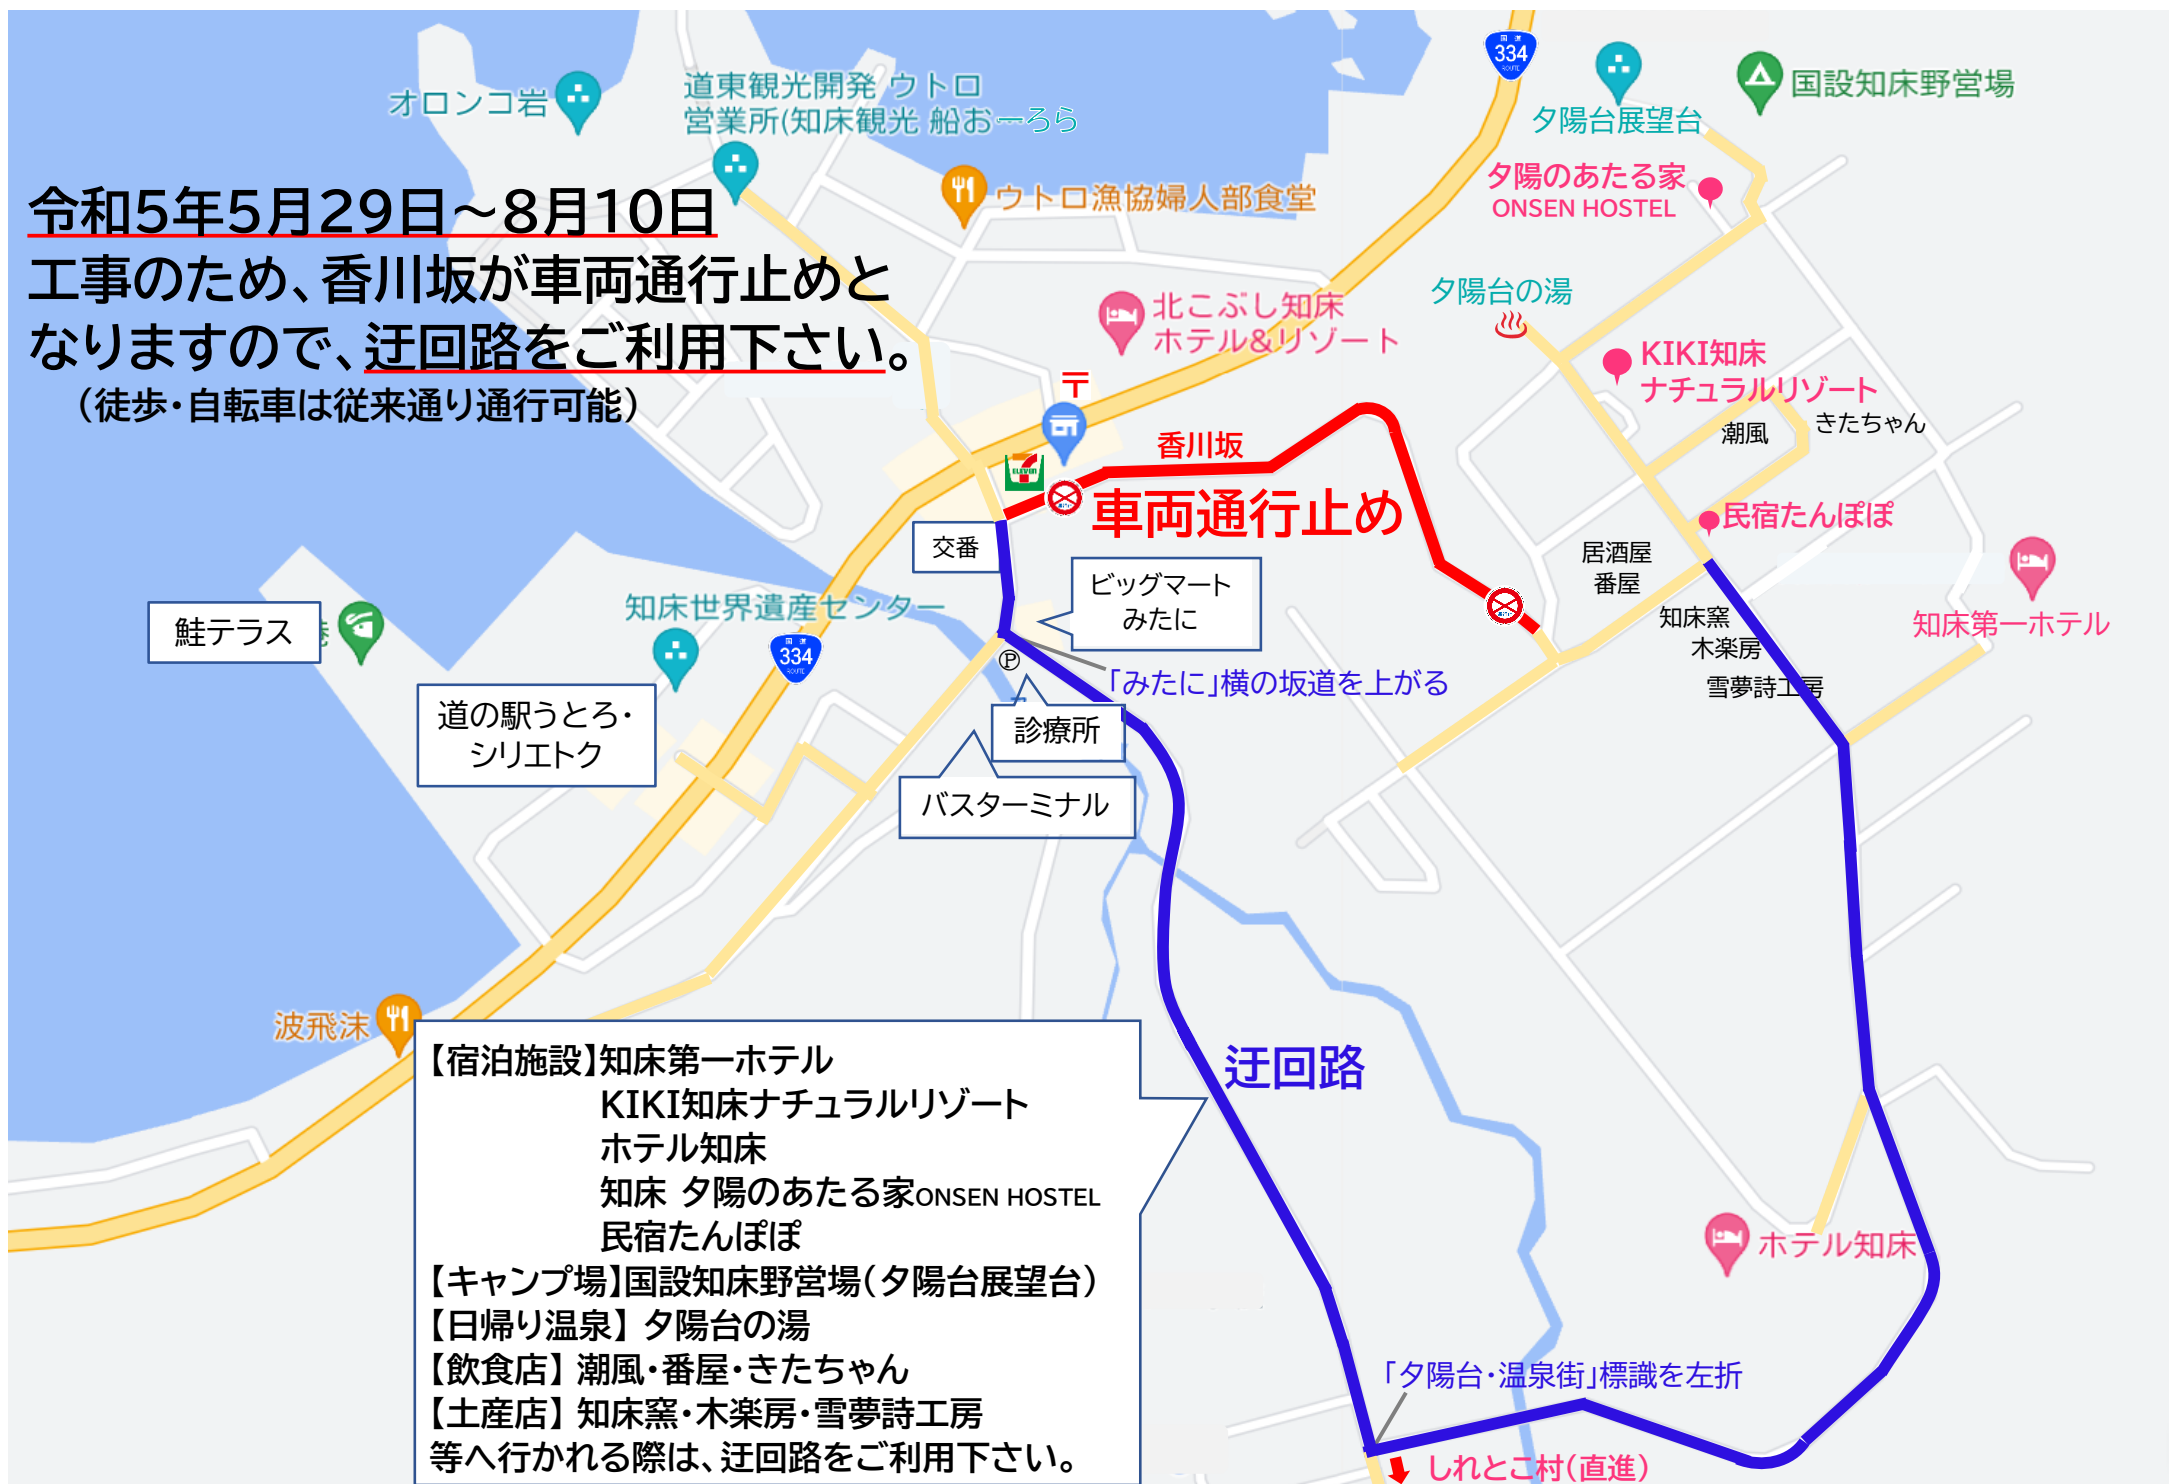 令和5年5月29日～8月10日
工事のため、香川坂が車両通行止めと
なりますので、迂回路をご利用下さい。
（徒歩・自転車は従来通り通行可能）
オロンコ岩
道東観光開発 ウトロ
営業所(知床観光 船おーろら
ウトロ漁協婦人部食堂
国道
334
ROUTE
夕陽台展望台
国設知床野営場
夕陽のあたる家
ONSEN HOSTEL
夕陽台の湯
北こぶし知床
ホテル&リゾート
KIKI知床
ナチュラルリゾート
潮風
きたちゃん
〒
ELEVEN
香川坂
車両通行止め
民宿たんぽぽ
居酒屋
番屋
知床第一ホテル
知床窯
木楽房
雪夢詩工房
交番
ビッグマート
みたに
P
「みたに」横の坂道を上がる
診療所
バスターミナル
知床世界遺産センター
国道
334
ROUTE
鮭テラス
道の駅うとろ・
シリエトク
波飛沫
迂回路
【宿泊施設】知床第一ホテル
KIKI知床ナチュラルリゾート
ホテル知床
知床 夕陽のあたる家ONSEN HOSTEL
民宿たんぽぽ
【キャンプ場】国設知床野営場（夕陽台展望台）
【日帰り温泉】 夕陽台の湯
【飲食店】 潮風・番屋・きたちゃん
【土産店】 知床窯・木楽房・雪夢詩工房
等へ行かれる際は、迂回路をご利用下さい。
ホテル知床
「夕陽台・温泉街」標識を左折
しれとこ村（直進）